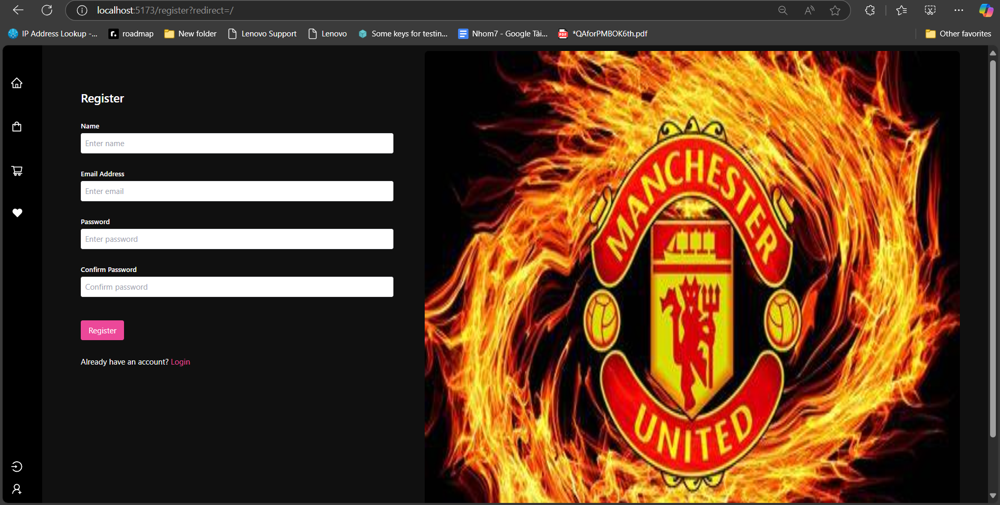 localhost:5173/register?redirect=/
IP Address Lookup -...
roadmap
New folder
Lenovo Support
Lenovo
Some keys for testin...
Nhom7 - Google Tài...
PDF
*QAforPMBOK6th.pdf
Other favorites
Register
Name
Enter name
Email Address
Enter email
Password
Enter password
Confirm Password
Confirm password
Register
Already have an account? Login
MANCHESTER
UNITED